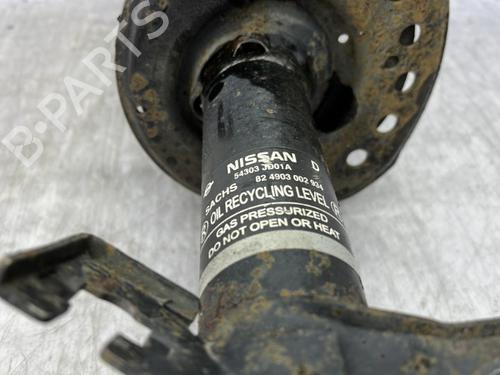 B-PARTS
NISSAN D
54303 JD01A
SACHS 82 4903 002 934
OIL RECYCLING LEVEL
GAS PRESSURIZED
DO NOT OPEN OR HEAT